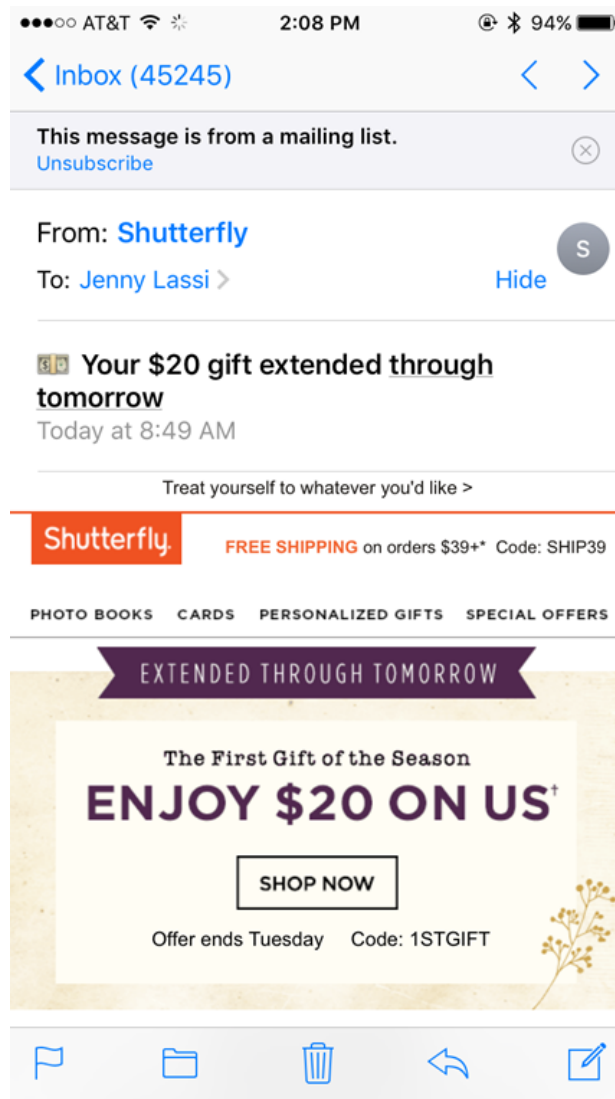 AT&T 2:08 PM 94%
Inbox (45245)
This message is from a mailing list.
Unsubscribe
From: Shutterfly
S
To: Jenny Lassi Hide
Your $20 gift extended through
tomorrow
Today at 8:49 AM
Treat yourself to whatever you'd like >
Shutterfly. FREE SHIPPING on orders $39+* Code: SHIP39
PHOTO BOOKS CARDS PERSONALIZED GIFTS SPECIAL OFFERS
EXTENDED THROUGH TOMORROW
The First Gift of the Season
ENJOY $20 ON US†
SHOP NOW
Offer ends Tuesday Code: 1STGIFT